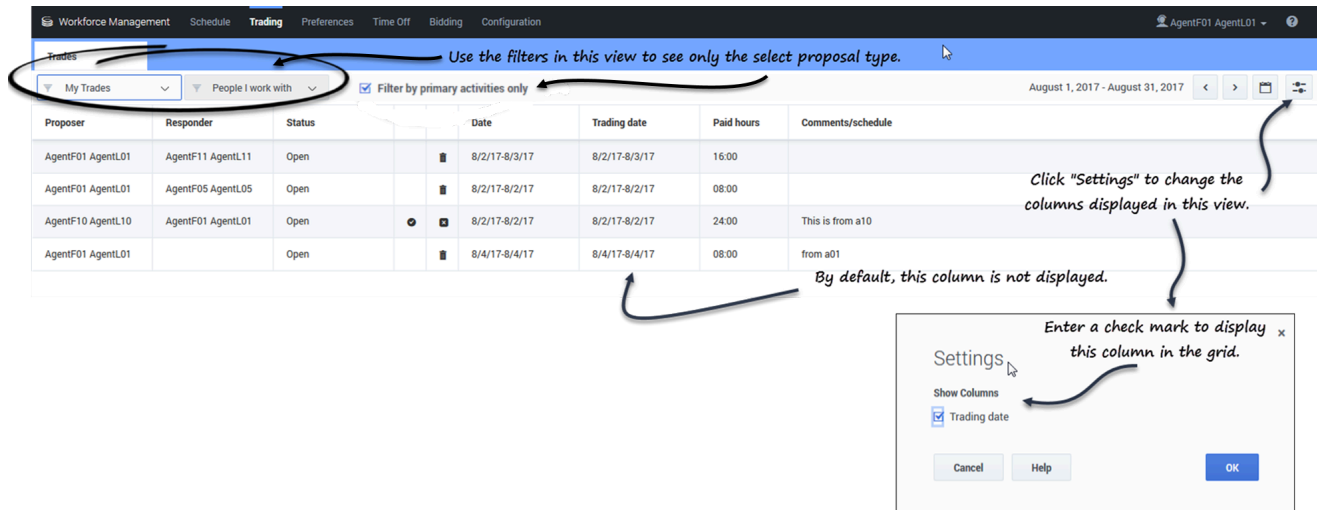 Workforce Management Schedule Trading Preferences Time Off Bidding Configuration AgentF01 AgentL01 ?
Trades
Use the filters in this view to see only the select proposal type.
My Trades People I work with Filter by primary activities only August 1, 2017 - August 31, 2017
Proposer Responder Status Date Trading date Paid hours Comments/schedule
AgentF01 AgentL01 AgentF11 AgentL11 Open 8/2/17-8/3/17 8/2/17-8/3/17 16:00
AgentF01 AgentL01 AgentF05 AgentL05 Open 8/2/17-8/2/17 8/2/17-8/2/17 08:00
AgentF10 AgentL10 AgentF01 AgentL01 Open 8/2/17-8/2/17 8/2/17-8/2/17 24:00 This is from a10
AgentF01 AgentL01 Open 8/4/17-8/4/17 8/4/17-8/4/17 08:00 from a01
Click "Settings" to change the
columns displayed in this view.
By default, this column is not displayed.
Enter a check mark to display
this column in the grid.
Settings
Show Columns
Trading date
Cancel Help OK